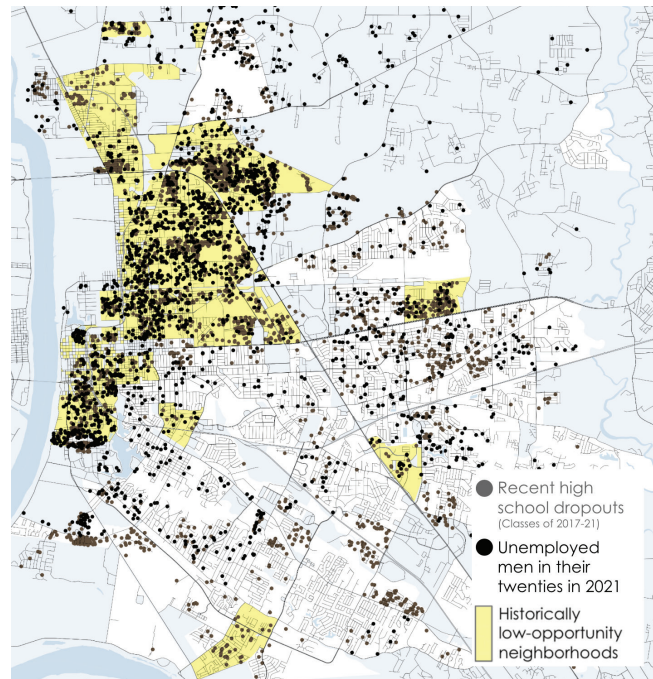 Recent high
school dropouts
(Classes of 2017-21)
Unemployed
men in their
twenties in 2021
Historically
low-opportunity
neighborhoods